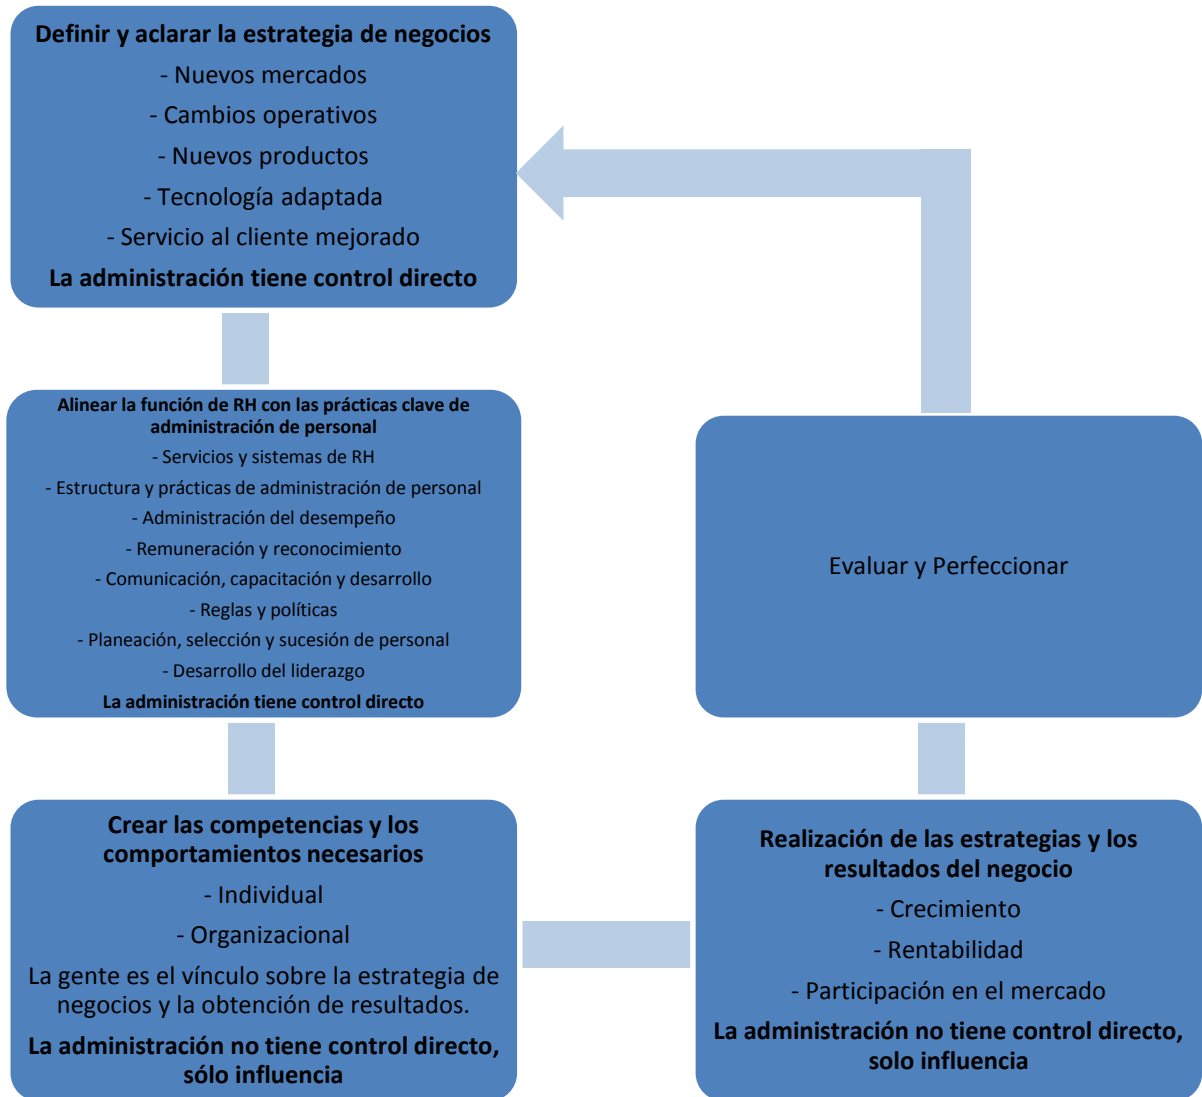 Definir y aclarar la estrategia de negocios
- Nuevos mercados
- Cambios operativos
- Nuevos productos
- Tecnología adaptada
- Servicio al cliente mejorado
La administración tiene control directo
Alinear la función de RH con las prácticas clave de
administración de personal
- Servicios y sistemas de RH
- Estructura y prácticas de administración de personal
- Administración del desempeño
- Remuneración y reconocimiento
- Comunicación, capacitación y desarrollo
- Reglas y políticas
- Planeación, selección y sucesión de personal
- Desarrollo del liderazgo
La administración tiene control directo
Crear las competencias y los
comportamientos necesarios
- Individual
- Organizacional
La gente es el vínculo sobre la estrategia de
negocios y la obtención de resultados.
La administración no tiene control directo,
sólo influencia
Realización de las estrategias y los
resultados del negocio
- Crecimiento
- Rentabilidad
- Participación en el mercado
La administración no tiene control directo,
solo influencia
Evaluar y Perfeccionar